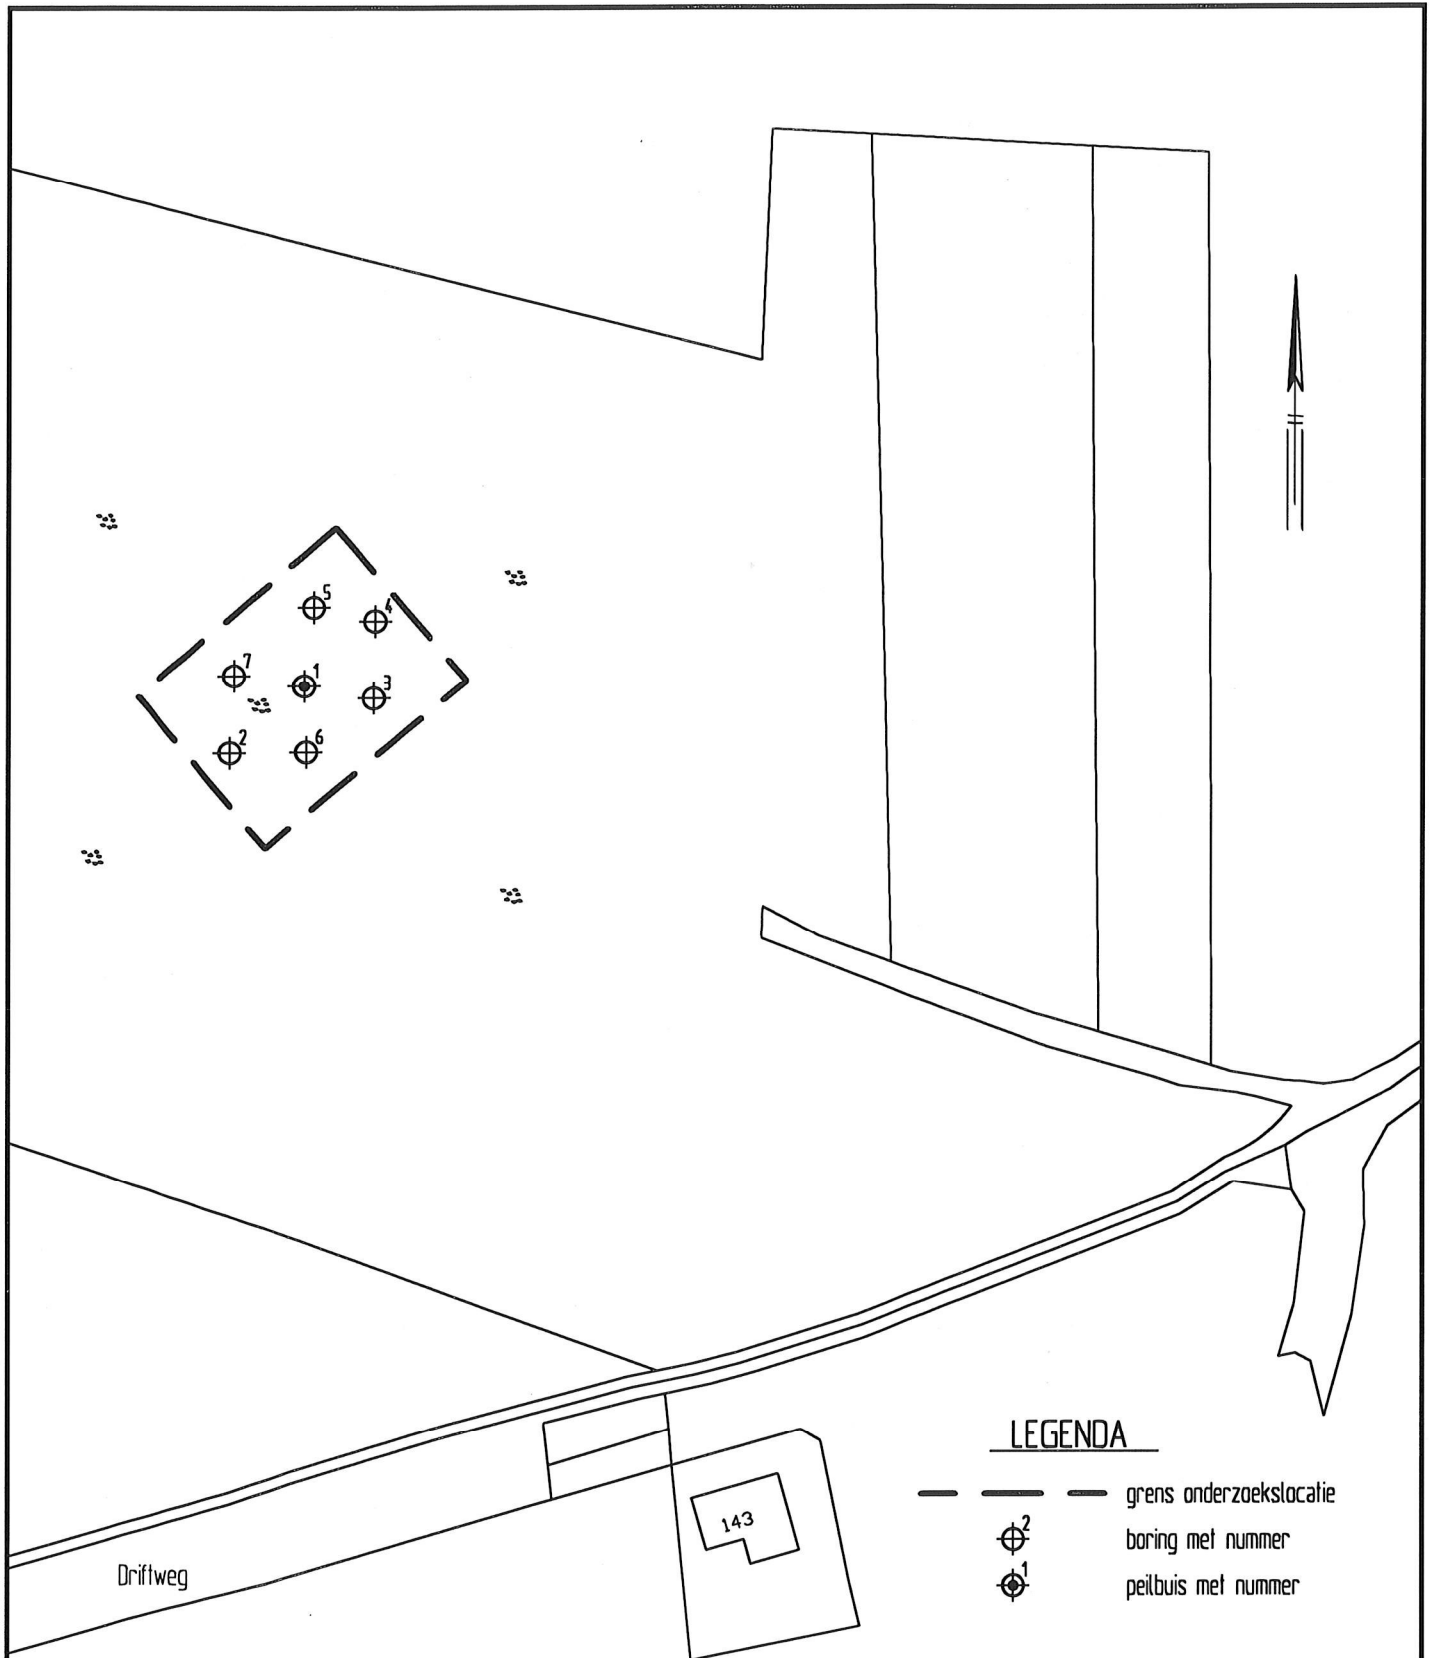 5
4
7
1
3
2
6
LEGENDA
grens onderzoekslocatie
2
boring met nummer
143
1
peilbuis met nummer
Driftweg